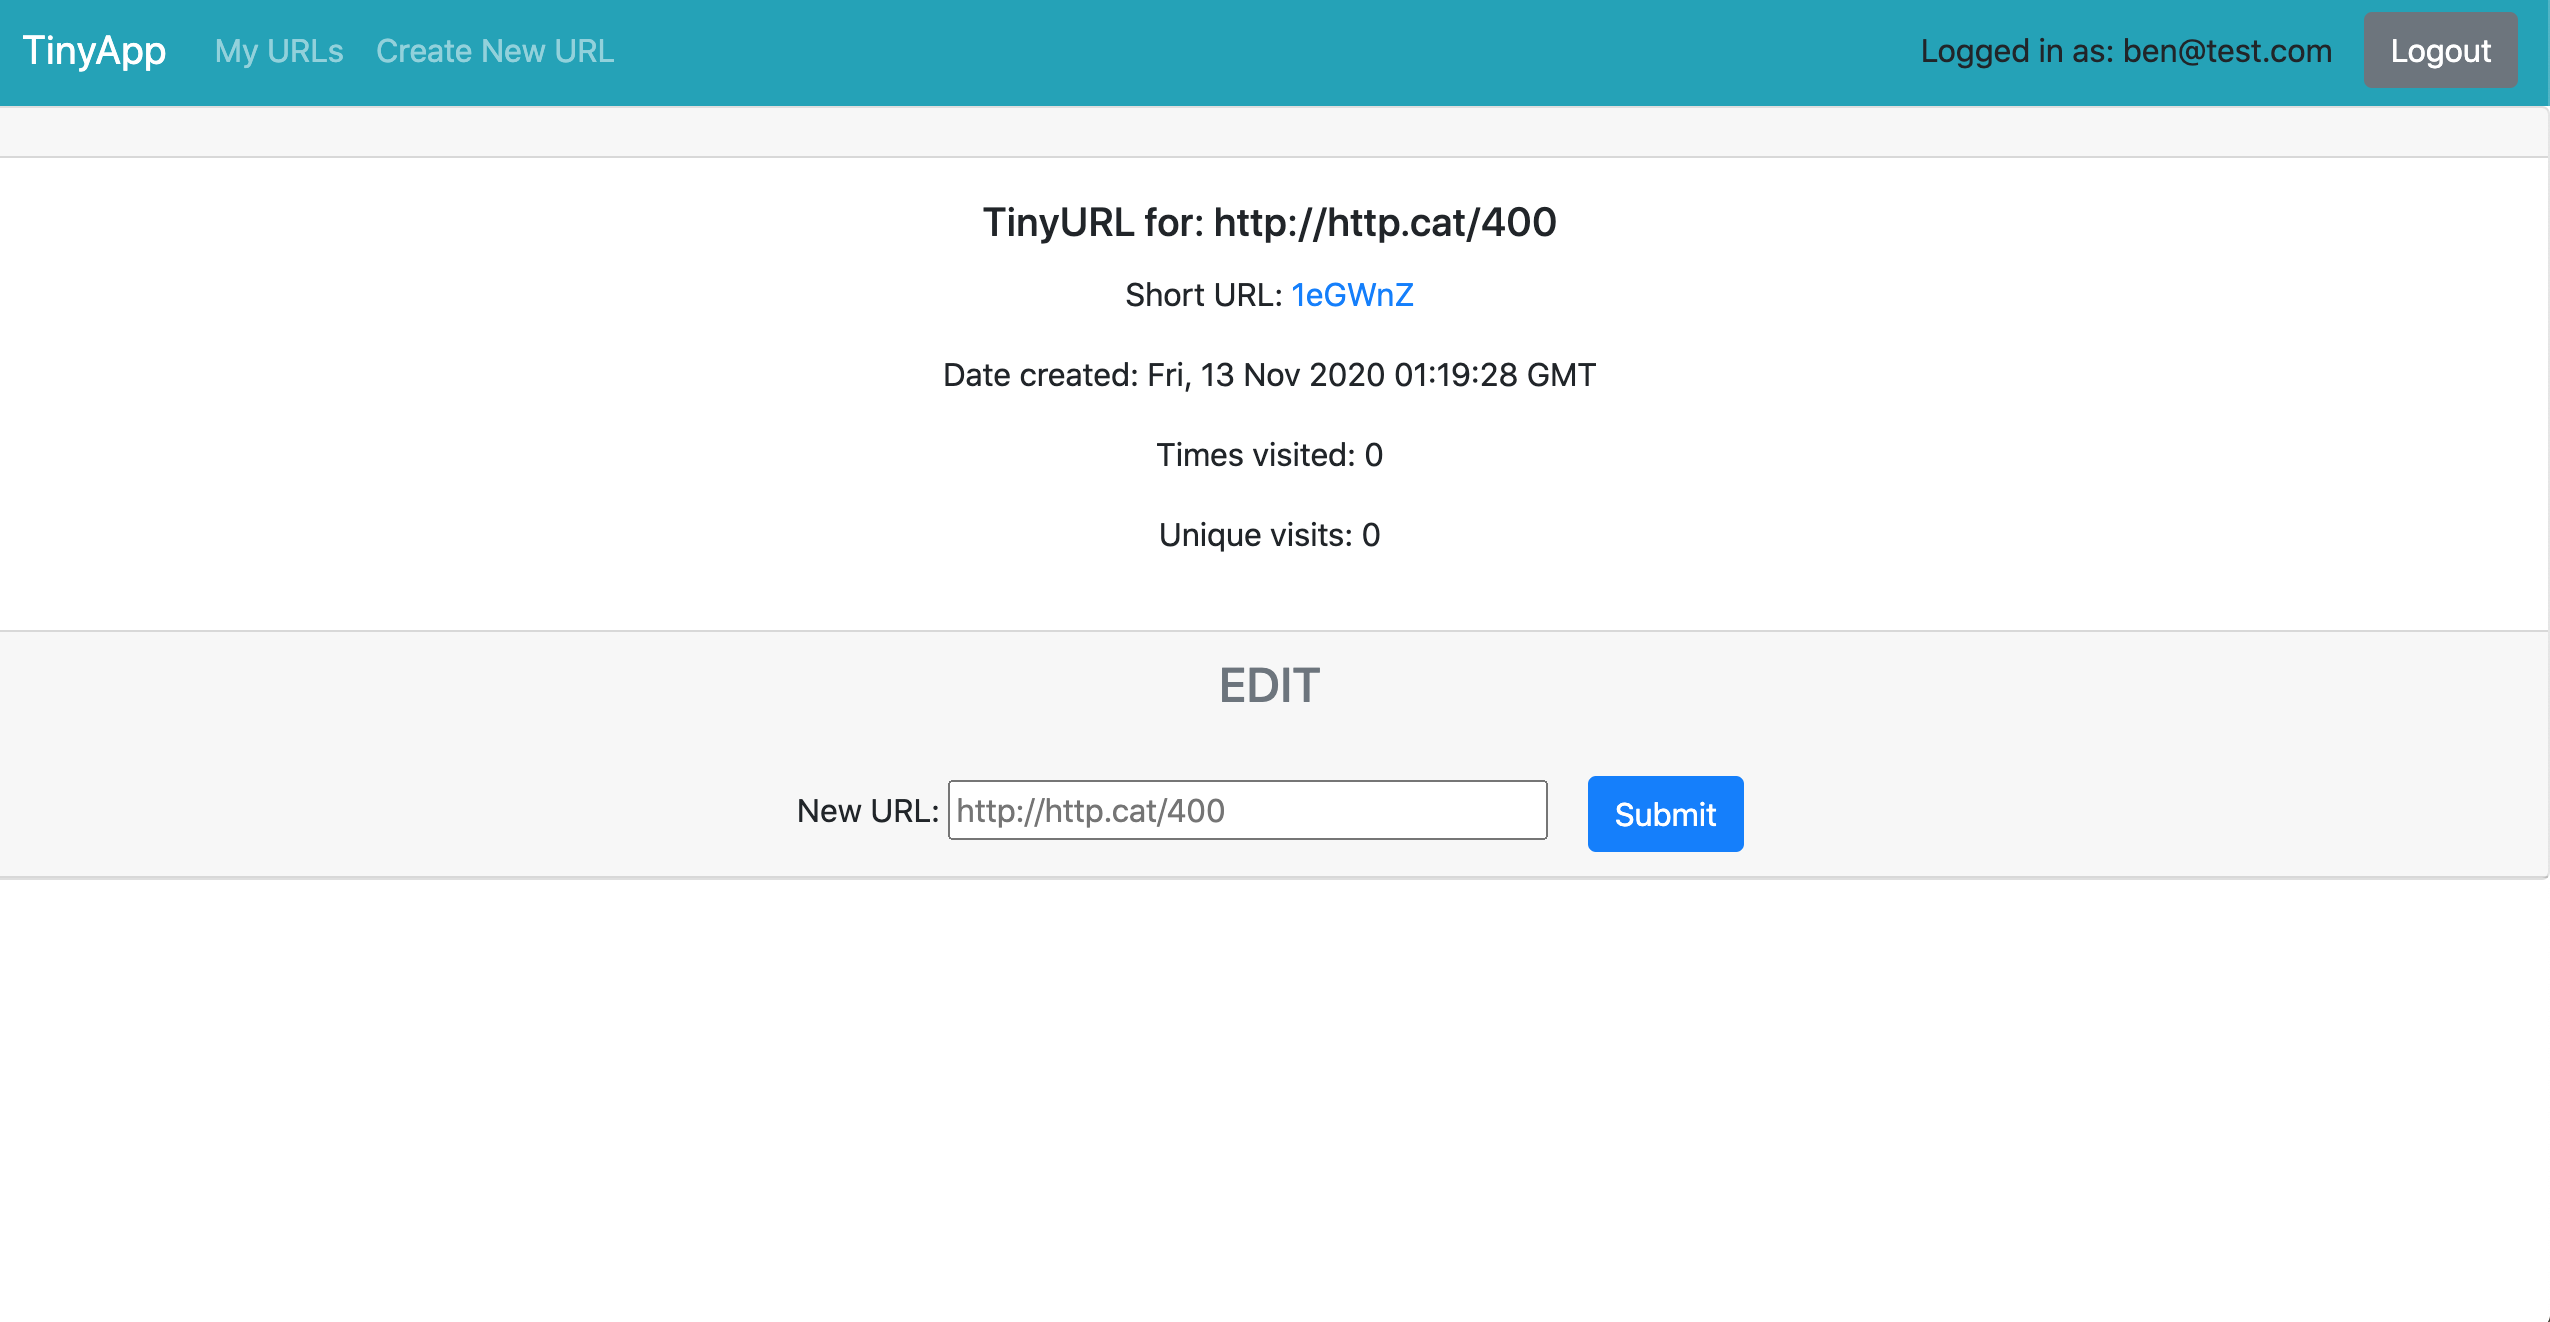 TinyApp My URLs Create New URL Logged in as: ben@test.com Logout
TinyURL for: http://http.cat/400
Short URL: 1eGWnZ
Date created: Fri, 13 Nov 2020 01:19:28 GMT
Times visited: 0
Unique visits: 0
EDIT
New URL: http://http.cat/400 Submit